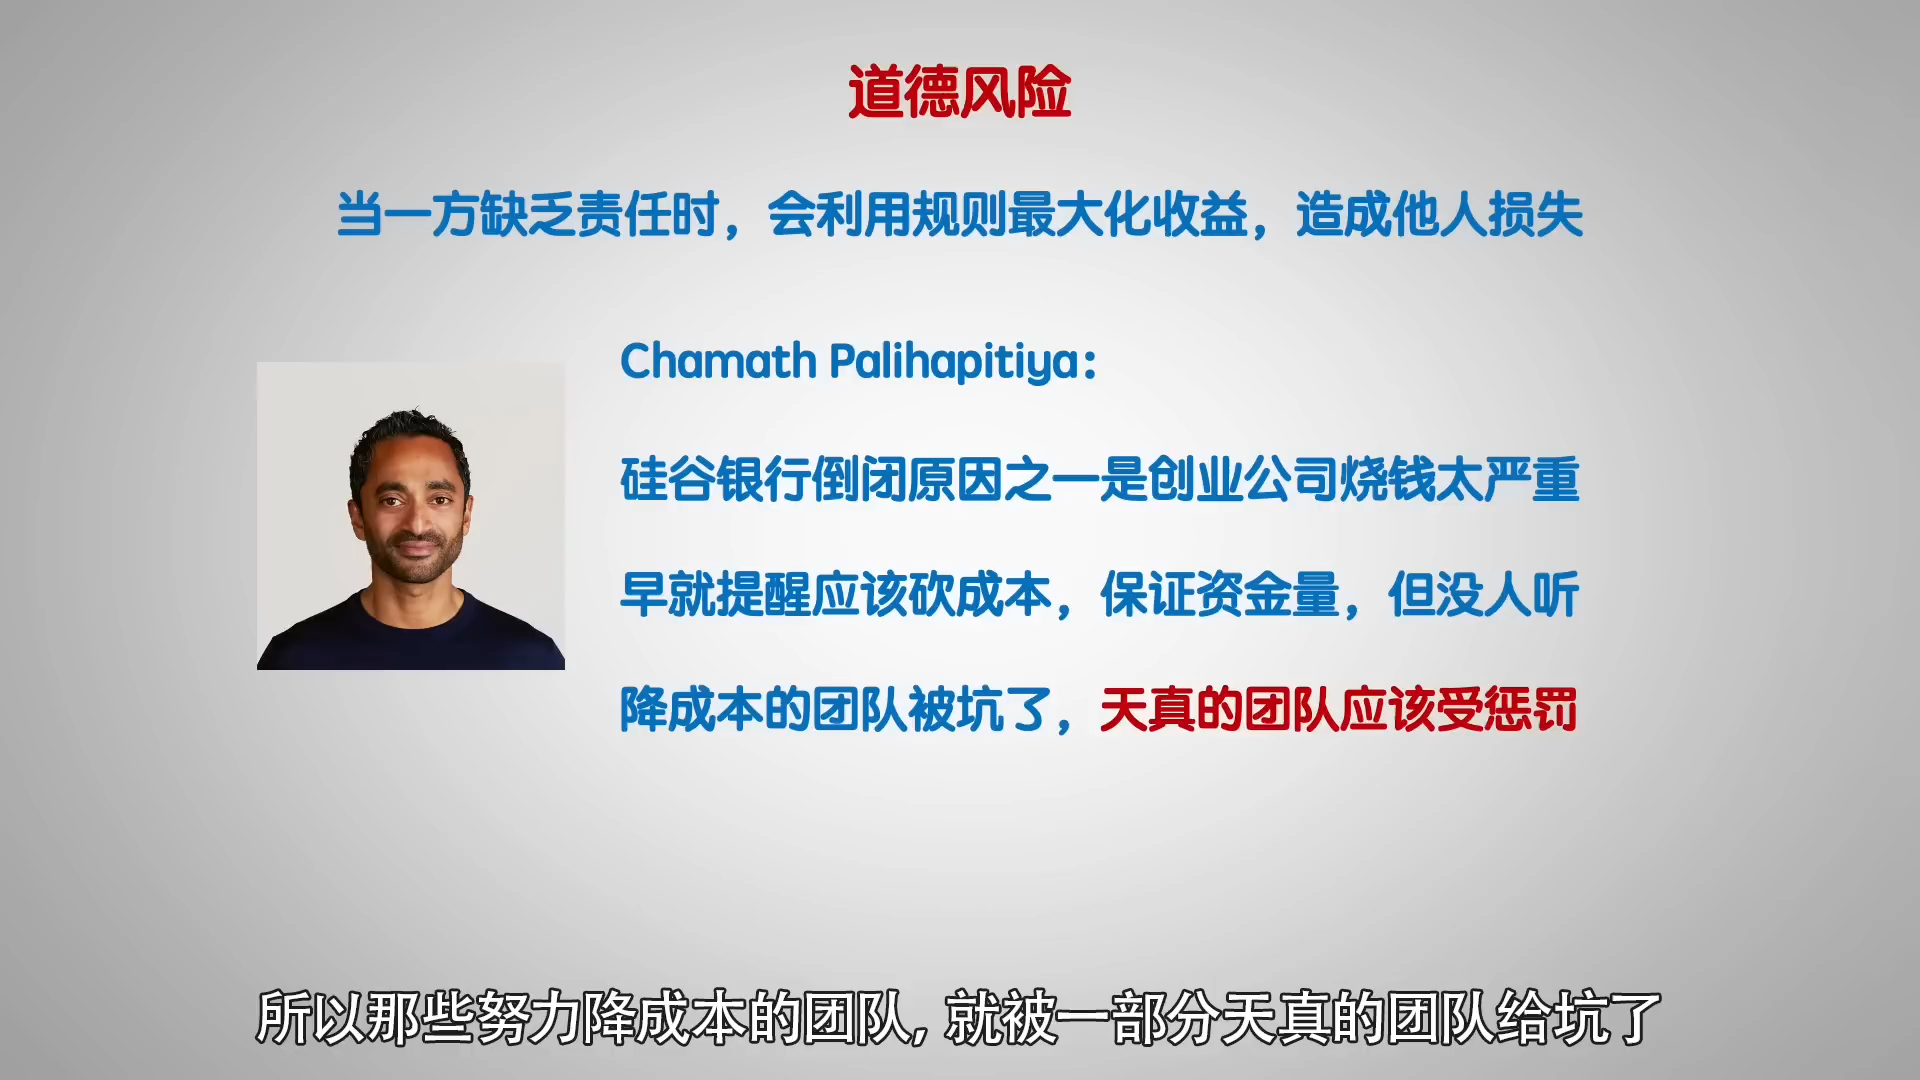 道德风险
当一方缺乏责任时，会利用规则最大化收益，造成他人损失
Chamath Palihapitiya：
硅谷银行倒闭原因之一是创业公司烧钱太严重
早就提醒应该砍成本，保证资金量，但没人听
降成本的团队被坑了，天真的团队应该受惩罚
所以那些努力降成本的团队, 就被一部分天真的团队给坑了